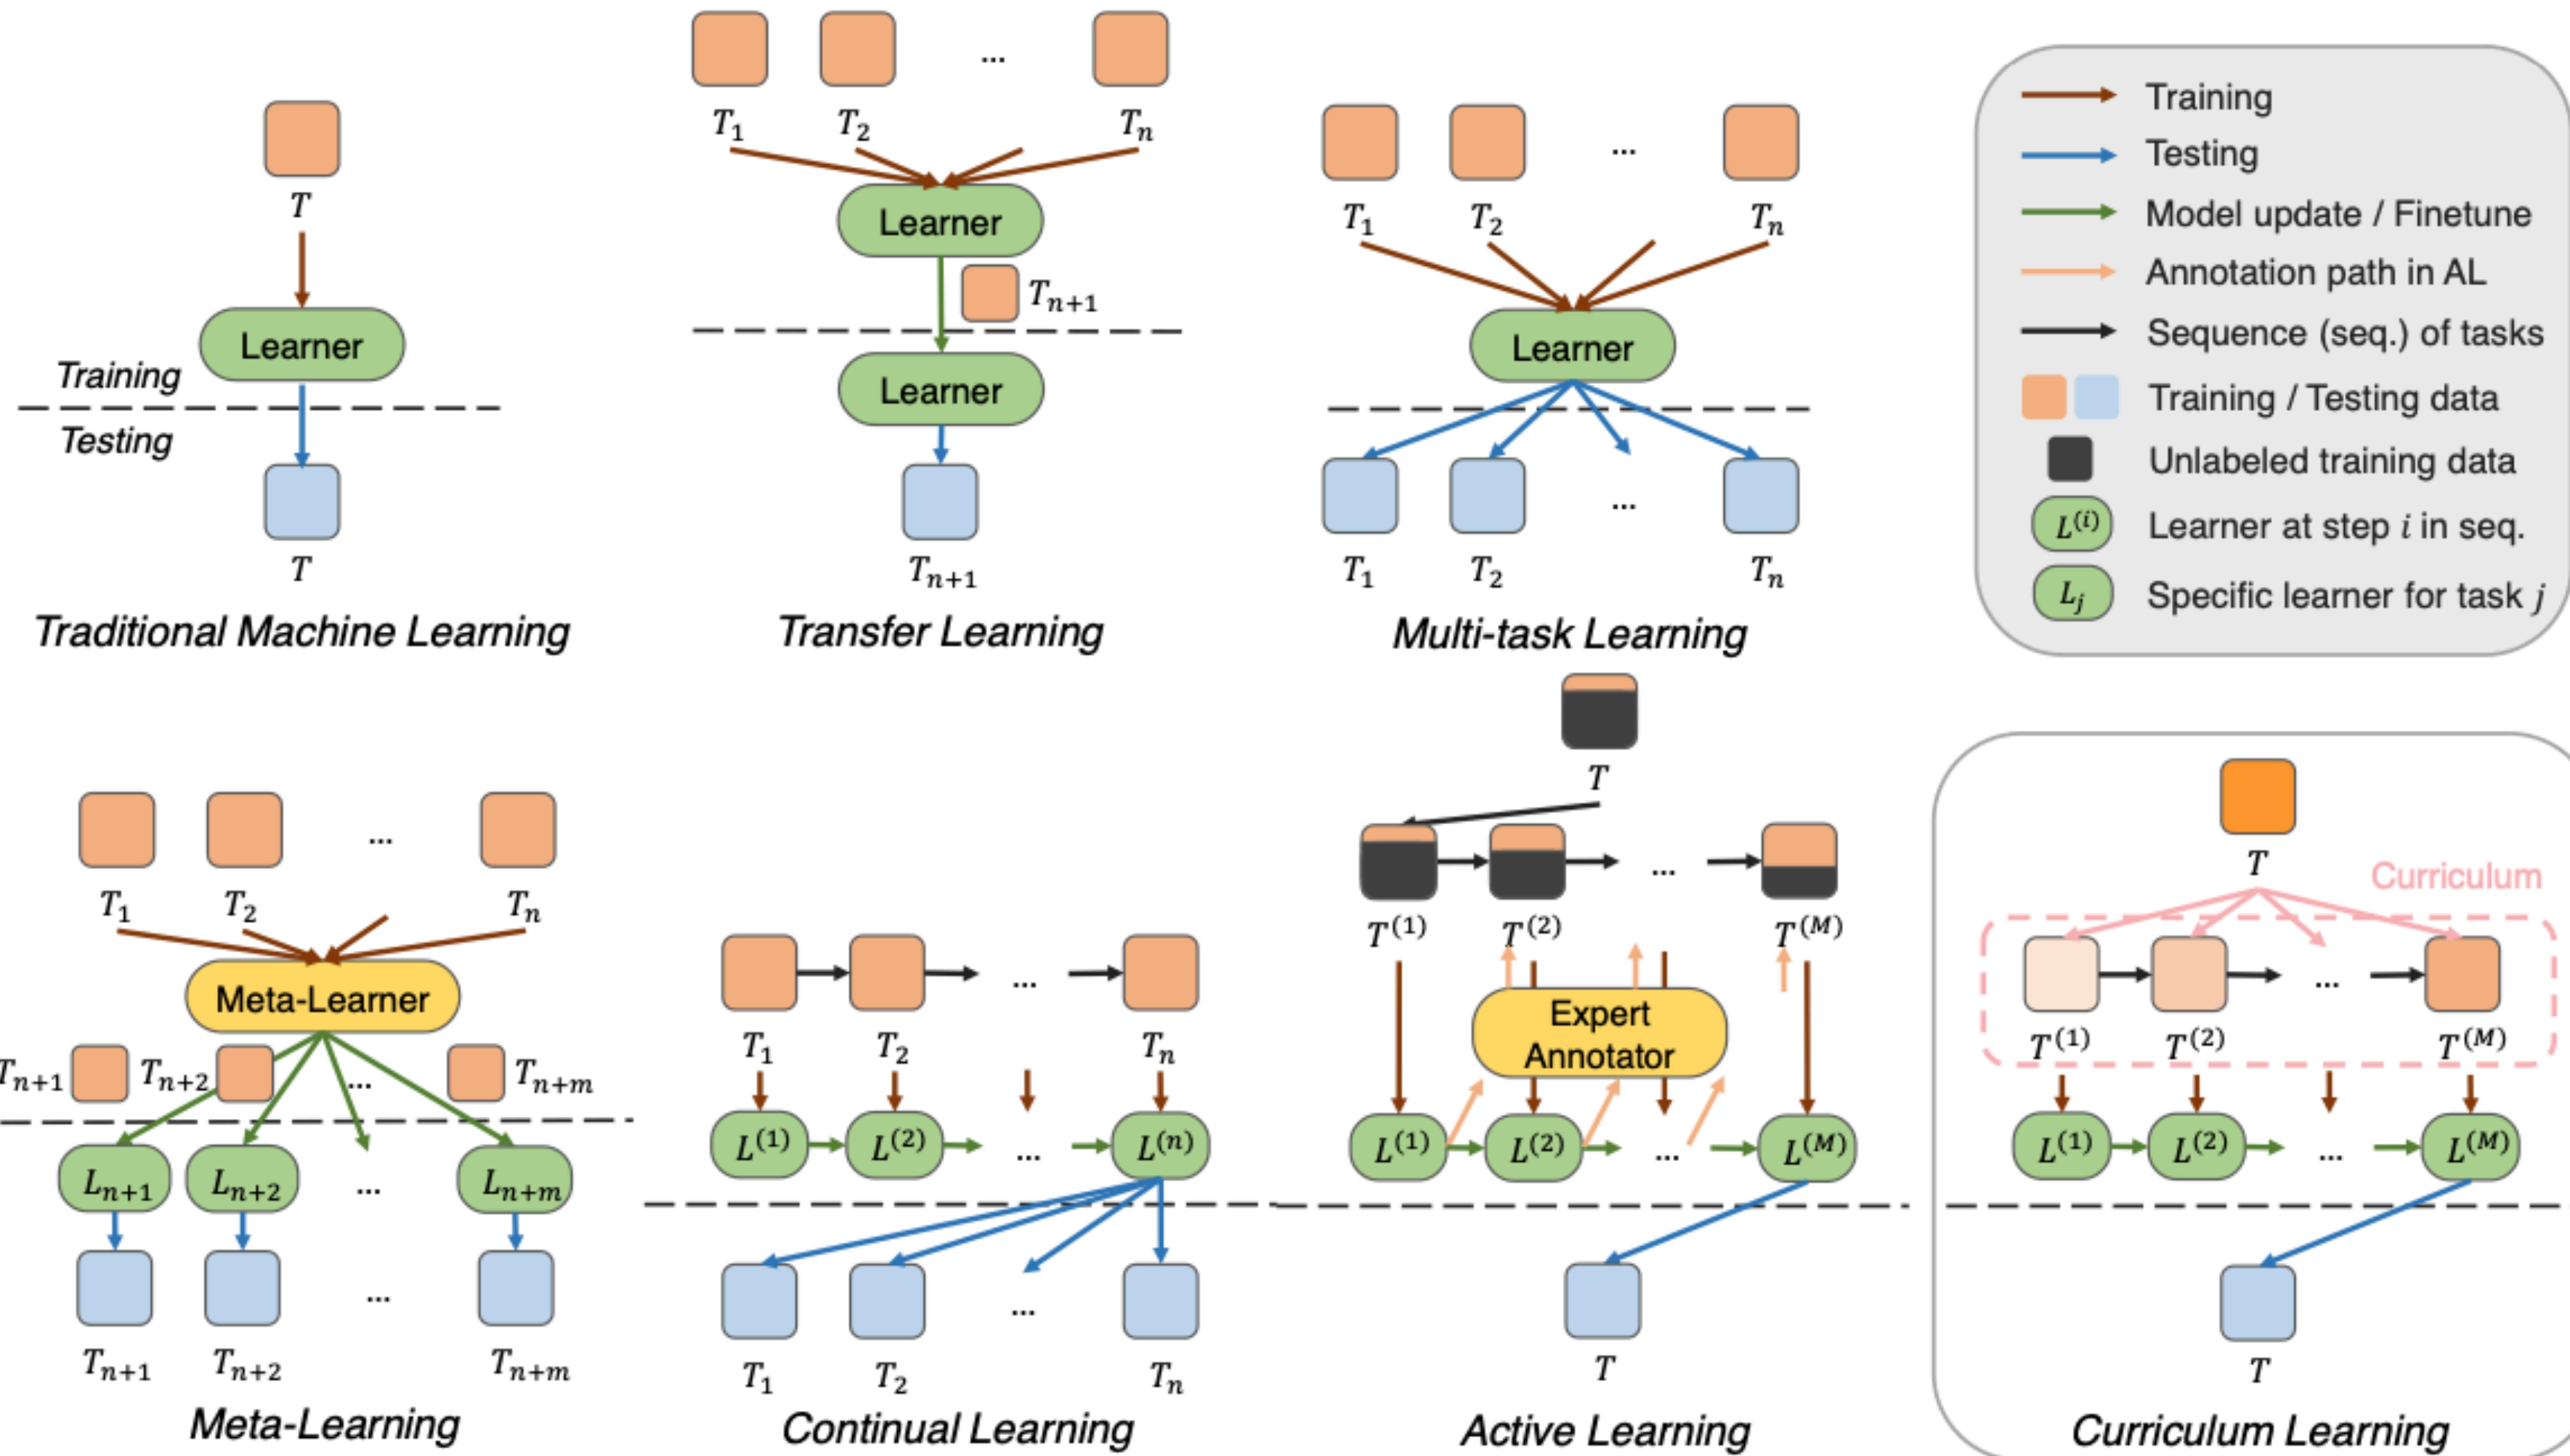 T
Learner
Training
Testing
T
Traditional Machine Learning
T₁ T₂ ... Tₙ
Learner
Tₙ₊₁
Learner
Tₙ₊₁
Transfer Learning
... 
T₁ T₂ Tₙ
Learner
...
T₁ T₂ Tₙ
Multi-task Learning
Training
Testing
Model update / Finetune
Annotation path in AL
Sequence (seq.) of tasks
Training / Testing data
Unlabeled training data
L⁽ⁱ⁾ Learner at step i in seq.
Lⱼ Specific learner for task j
...
T₁ T₂ Tₙ
Meta-Learner
Tₙ₊₁ Tₙ₊₂ ... Tₙ₊ₘ
Lₙ₊₁ Lₙ₊₂ ... Lₙ₊ₘ
...
Tₙ₊₁ Tₙ₊₂ Tₙ₊ₘ
Meta-Learning
...
T₁ T₂ Tₙ
L⁽¹⁾ L⁽²⁾ ... L⁽ⁿ⁾
...
T₁ T₂ Tₙ
Continual Learning
T
...
T⁽¹⁾ T⁽²⁾ T⁽ᴹ⁾
Expert
Annotator
L⁽¹⁾ L⁽²⁾ ... L⁽ᴹ⁾
T
Active Learning
T
Curriculum
...
T⁽¹⁾ T⁽²⁾ T⁽ᴹ⁾
L⁽¹⁾ L⁽²⁾ ... L⁽ᴹ⁾
T
Curriculum Learning